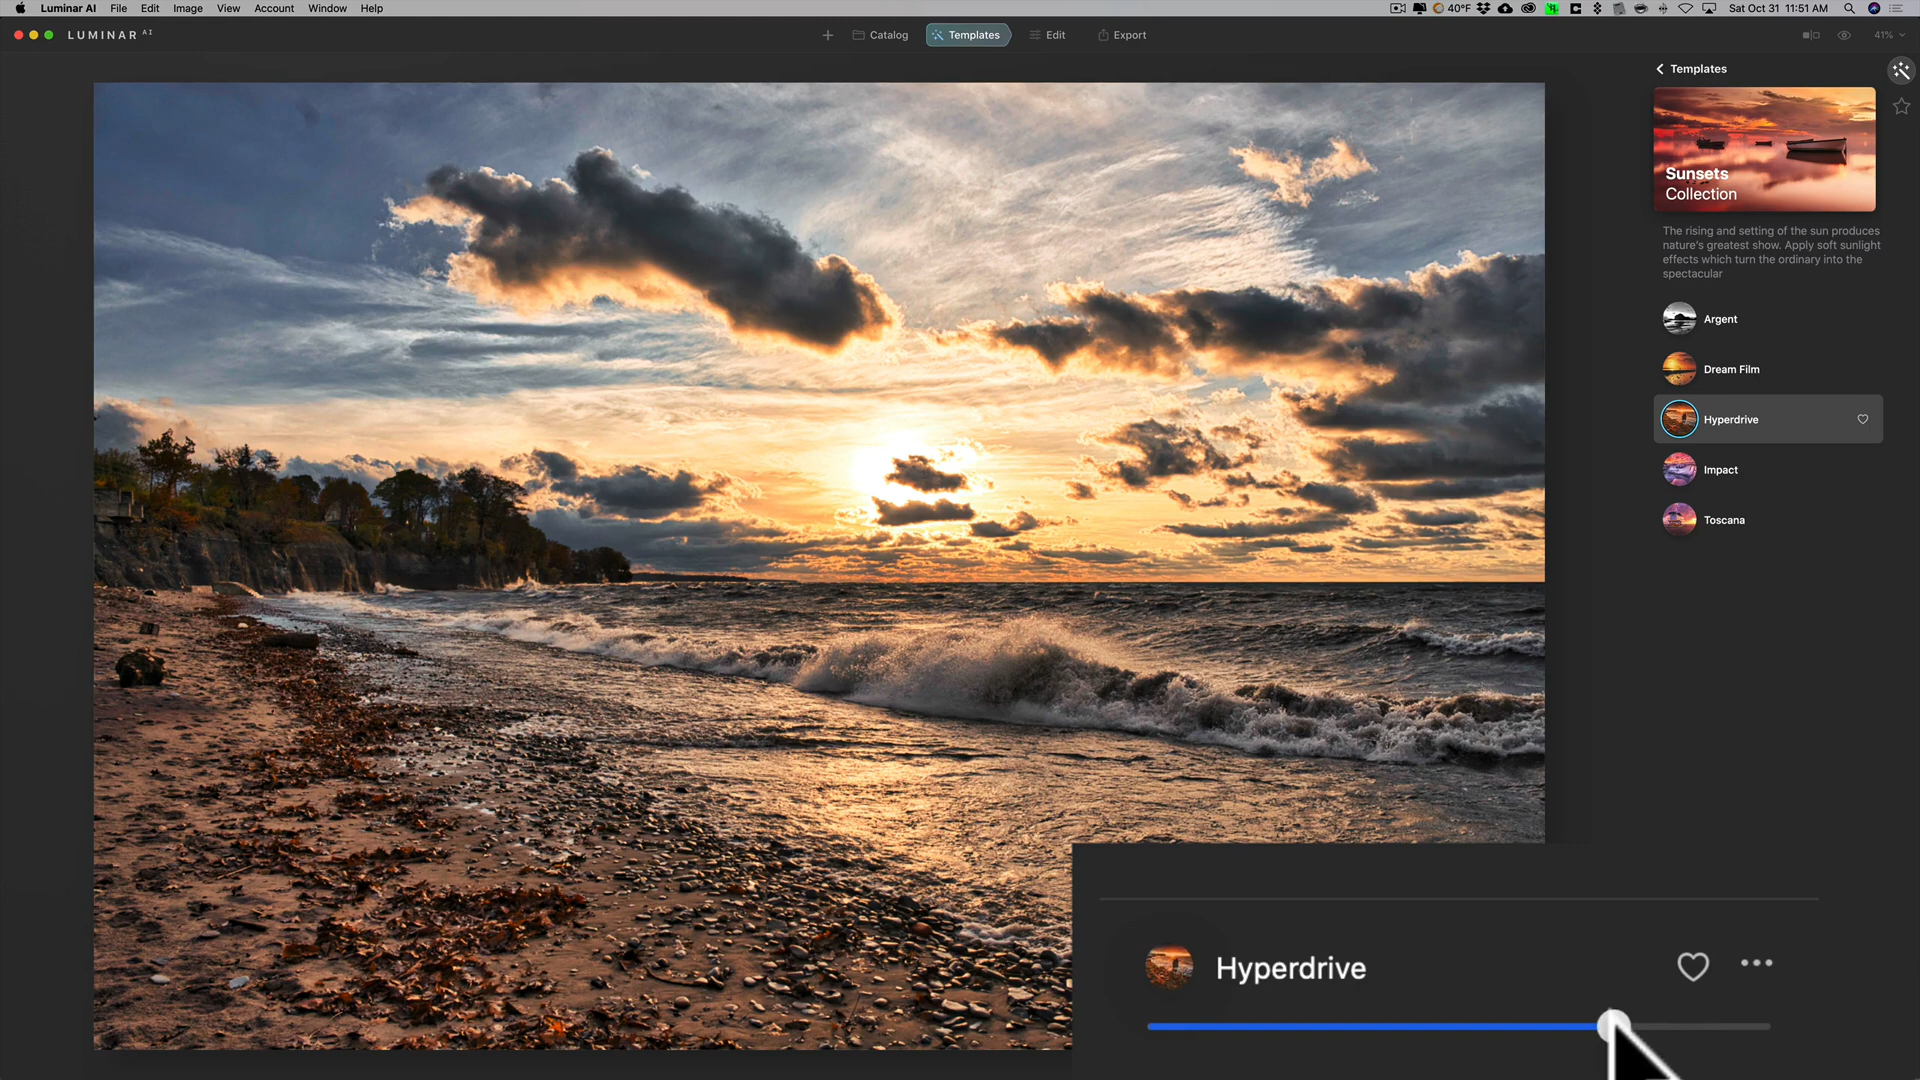 Luminar AI File Edit Image View Account Window Help 40°F Sat Oct 31 11:51 AM
LUMINAR AI Catalog Templates Edit Export 41%
Templates
Sunsets
Collection
The rising and setting of the sun produces
nature's greatest show. Apply soft sunlight
effects which turn the ordinary into the
spectacular
Argent
Dream Film
Hyperdrive
Impact
Toscana
Hyperdrive